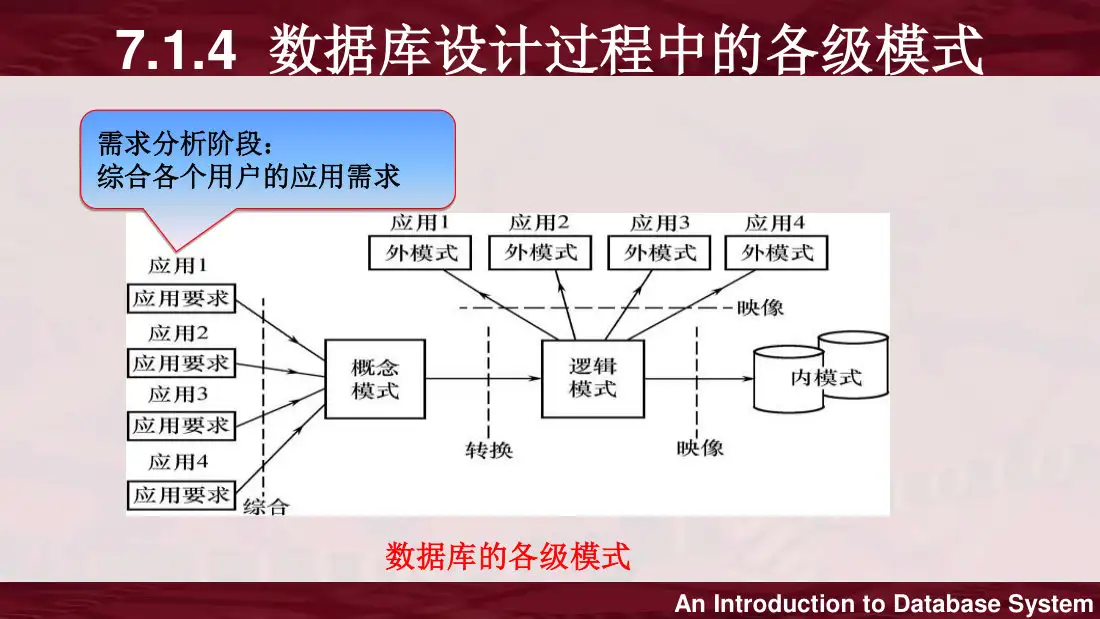 7.1.4 数据库设计过程中的各级模式
需求分析阶段：
综合各个用户的应用需求
应用1 应用2 应用3 应用4
外模式 外模式 外模式 外模式
映像
应用1
应用要求
应用2
应用要求
应用3
应用要求
应用4
应用要求
综合
概念
模式
转换
逻辑
模式
映像
内模式
数据库的各级模式
An Introduction to Database System